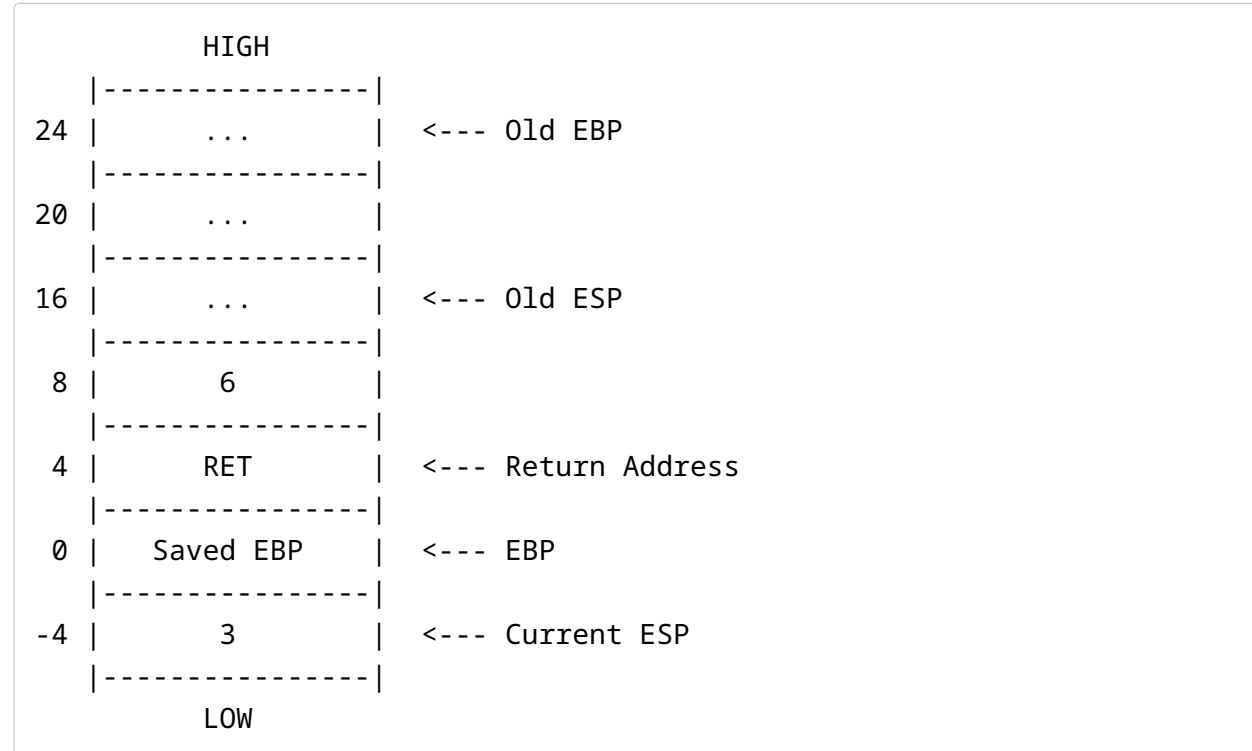 HIGH
   |----------------|
24 |      ...       |  <--- Old EBP
   |----------------|
20 |      ...       |
   |----------------|
16 |      ...       |  <--- Old ESP
   |----------------|
 8 |       6        |
   |----------------|
 4 |      RET       |  <--- Return Address
   |----------------|
 0 |   Saved EBP    |  <--- EBP
   |----------------|
-4 |       3        |  <--- Current ESP
   |----------------|
          LOW